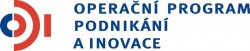 OPERAČNÍ PROGRAM
PODNIKÁNÍ
A INOVACE